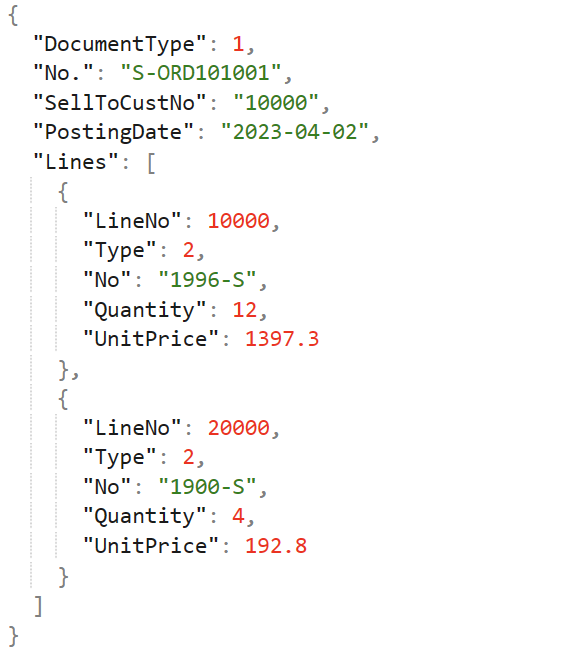 {
  "DocumentType": 1,
  "No.": "S-ORD101001",
  "SellToCustNo": "10000",
  "PostingDate": "2023-04-02",
  "Lines": [
    {
      "LineNo": 10000,
      "Type": 2,
      "No": "1996-S",
      "Quantity": 12,
      "UnitPrice": 1397.3
    },
    {
      "LineNo": 20000,
      "Type": 2,
      "No": "1900-S",
      "Quantity": 4,
      "UnitPrice": 192.8
    }
  ]
}